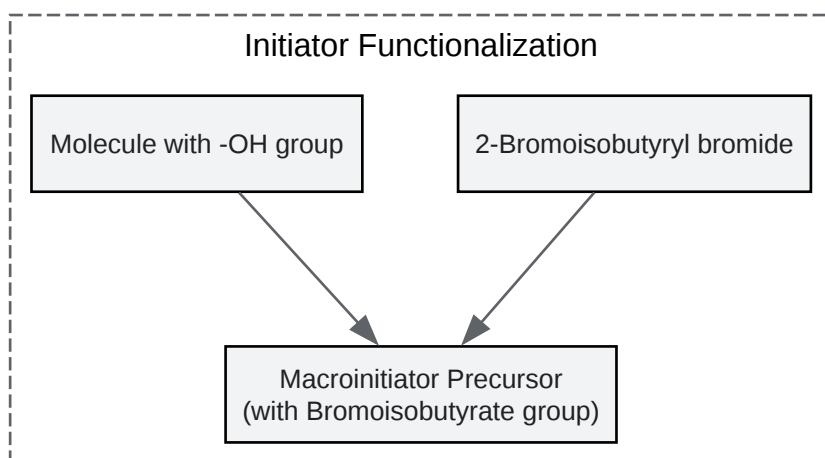 Initiator Functionalization
Molecule with -OH group
2-Bromoisobutyryl bromide
Macroinitiator Precursor
(with Bromoisobutyrate group)